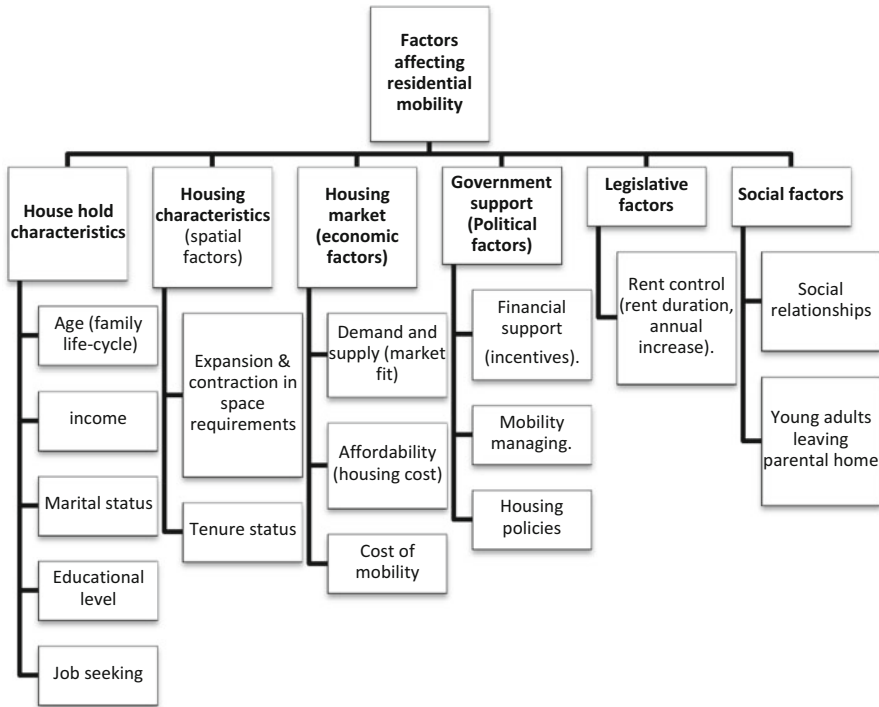 Factors
affecting
residential
mobility
House hold
characteristics
Age (family
life-cycle)
income
Marital status
Educational
level
Job seeking
Housing
characteristics
(spatial
factors)
Expansion &
contraction in
space
requirements
Tenure status
Housing
market
(economic
factors)
Demand and
supply (market
fit)
Affordability
(housing cost)
Cost of
mobility
Government
support
(Political
factors)
Financial
support
(incentives).
Mobility
managing.
Housing
policies
Legislative
factors
Rent control
(rent duration,
annual
increase).
Social factors
Social
relationships
Young adults
leaving
parental home